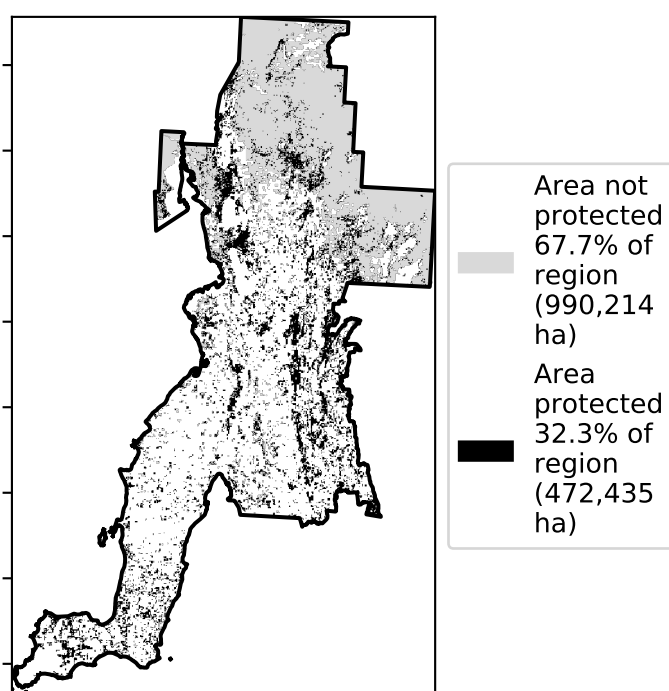 Area not
protected
67.7% of
region
(990,214
ha)
Area
protected
32.3% of
region
(472,435
ha)